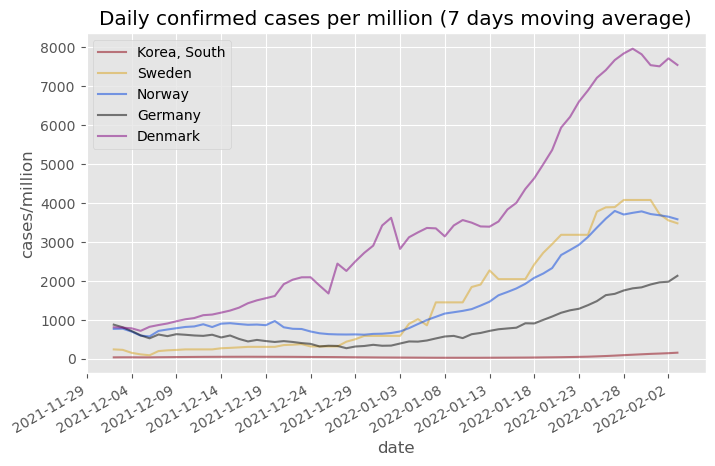 Daily confirmed cases per million (7 days moving average)
8000
7000
6000
5000
4000
3000
2000
1000
0
cases/million
Korea, South
Sweden
Norway
Germany
Denmark
2021-11-29
2021-12-04
2021-12-09
2021-12-14
2021-12-19
2021-12-24
2021-12-29
2022-01-03
2022-01-08
2022-01-13
2022-01-18
2022-01-23
2022-01-28
2022-02-02
date